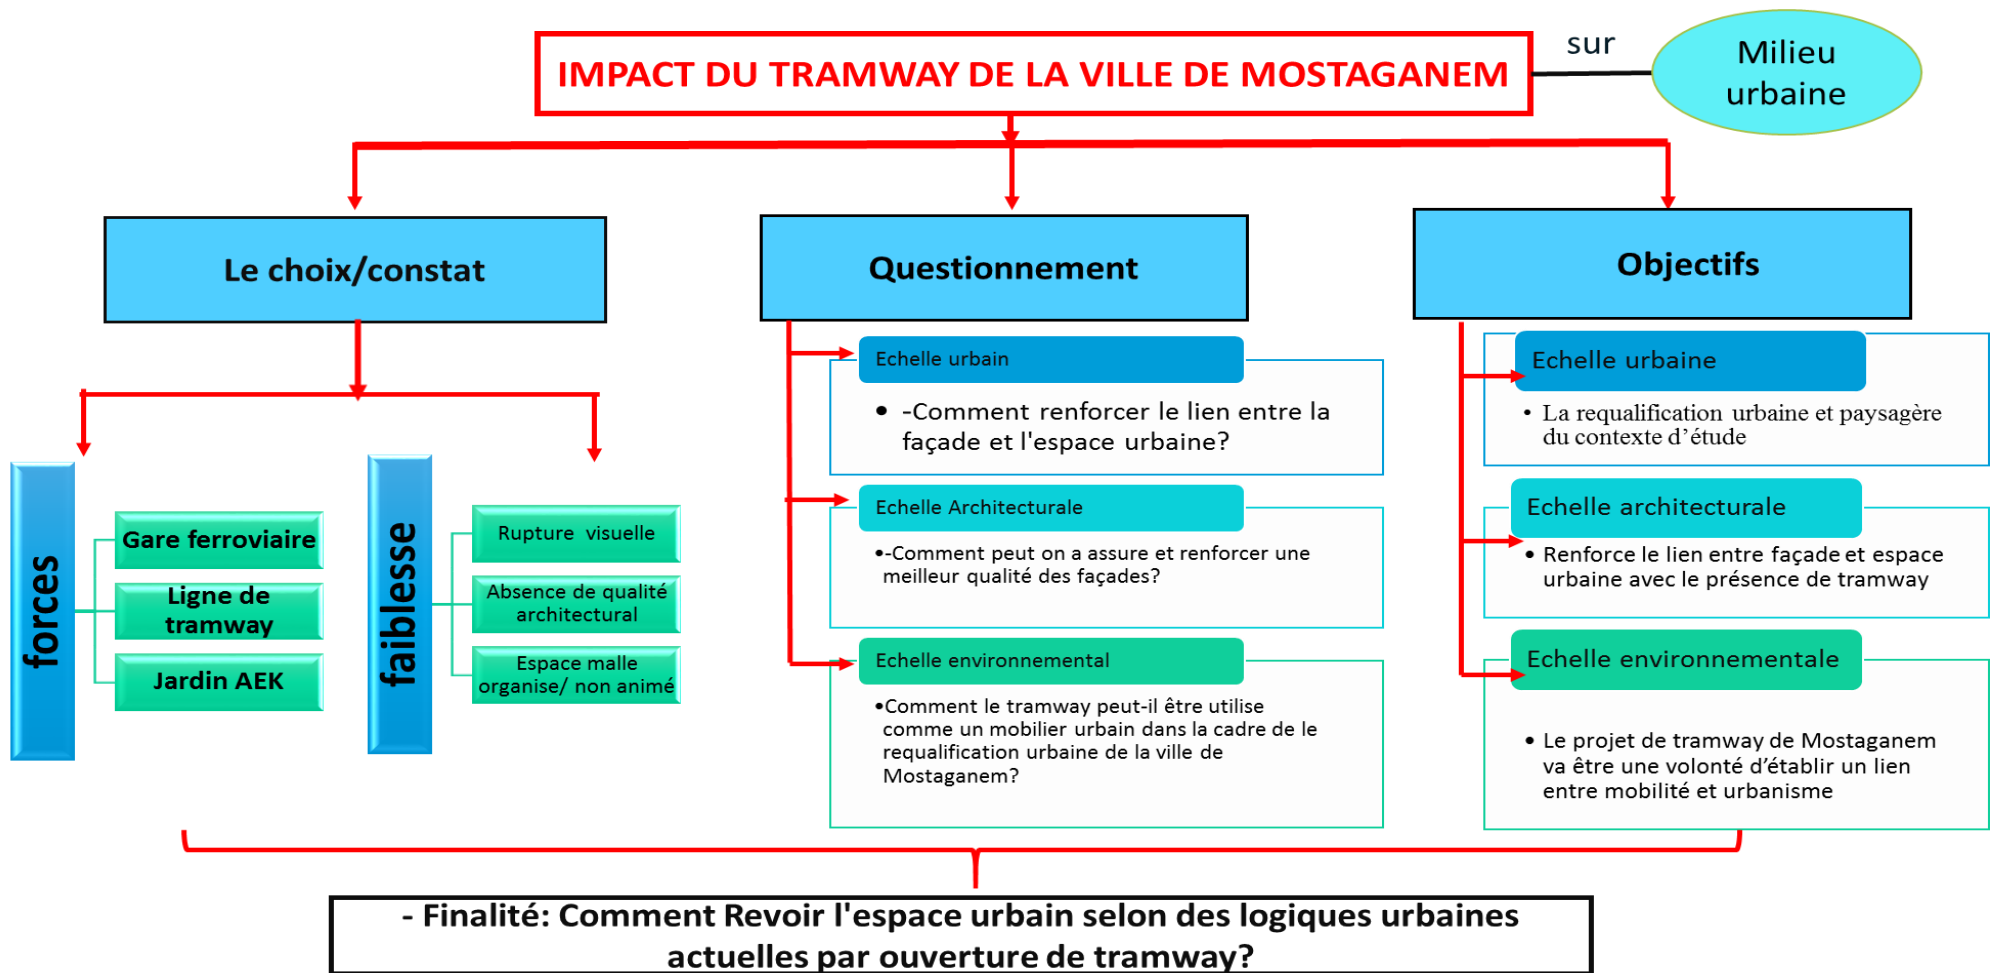 IMPACT DU TRAMWAY DE LA VILLE DE MOSTAGANEM
sur
Milieu
urbaine
Le choix/constat
forces
Gare ferroviaire
Ligne de
tramway
Jardin AEK
faiblesse
Rupture visuelle
Absence de qualité
architectural
Espace malle
organise/ non animé
Questionnement
Echelle urbain
• -Comment renforcer le lien entre la
façade et l'espace urbaine?
Echelle Architecturale
•-Comment peut on a assure et renforcer une
meilleur qualité des façades?
Echelle environnemental
•Comment le tramway peut-il être utilise
comme un mobilier urbain dans la cadre de le
requalification urbaine de la ville de
Mostaganem?
Objectifs
Echelle urbaine
• La requalification urbaine et paysagère
du contexte d’étude
Echelle architecturale
• Renforce le lien entre façade et espace
urbaine avec le présence de tramway
Echelle environnementale
• Le projet de tramway de Mostaganem
va être une volonté d’établir un lien
entre mobilité et urbanisme
- Finalité: Comment Revoir l'espace urbain selon des logiques urbaines
actuelles par ouverture de tramway?